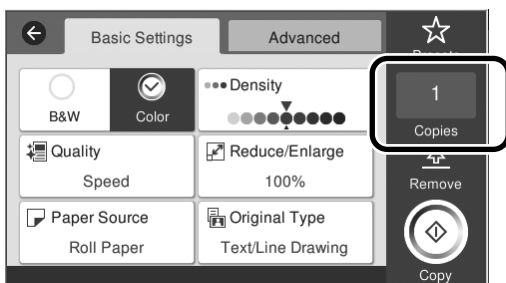 Basic Settings
Advanced
B&W
Color
Density
Quality
Speed
Reduce/Enlarge
100%
Paper Source
Roll Paper
Original Type
Text/Line Drawing
1
Copies
Remove
Copy